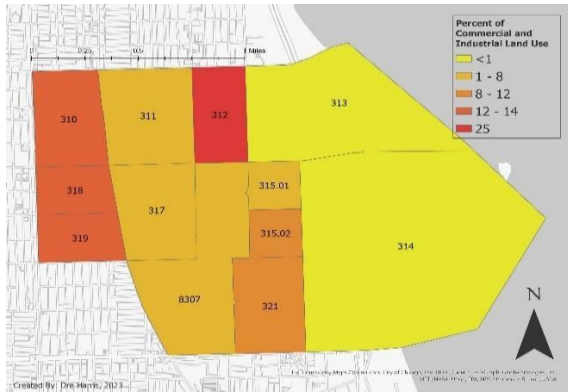 Percent of
Commercial and
Industrial Land Use
<1
1 - 8
8 - 12
12 - 14
25
0
1 Miles
310
311
312
313
318
317
315.01
319
315.02
314
8307
321
N
Created By: Dre Harris, 2023